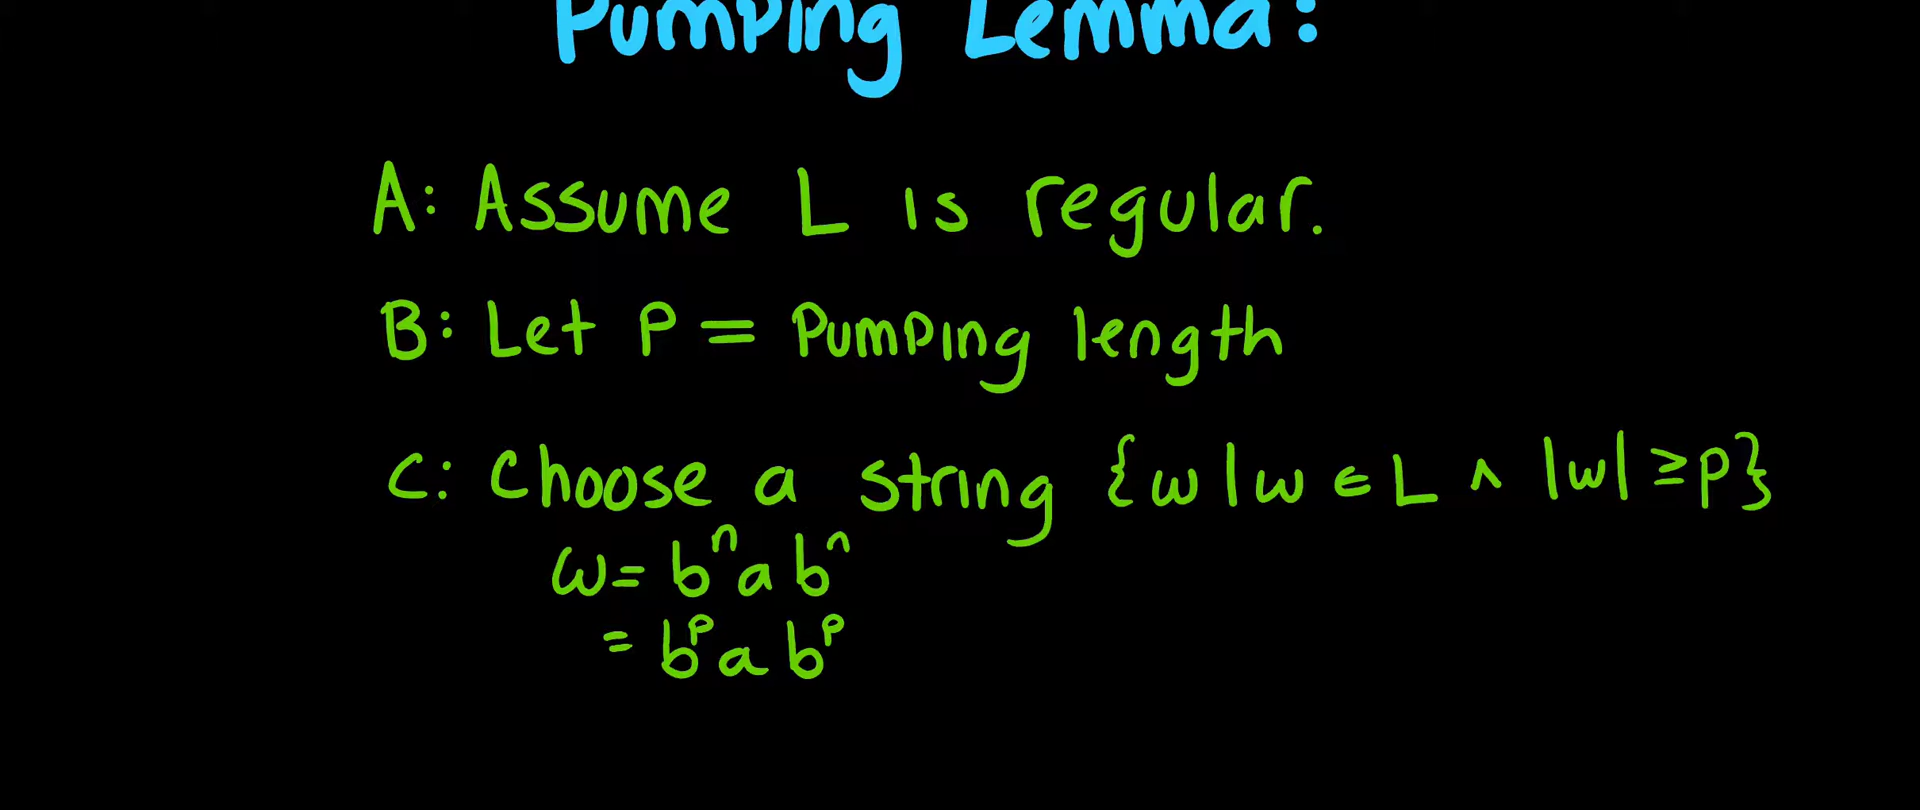 Pumping Lemma:
A: Assume L is regular.
B: Let P = Pumping length
C: Choose a string {w|w ∈ L ∧ |w| ≥ p}
w = bⁿabⁿ
= bᵖabᵖ